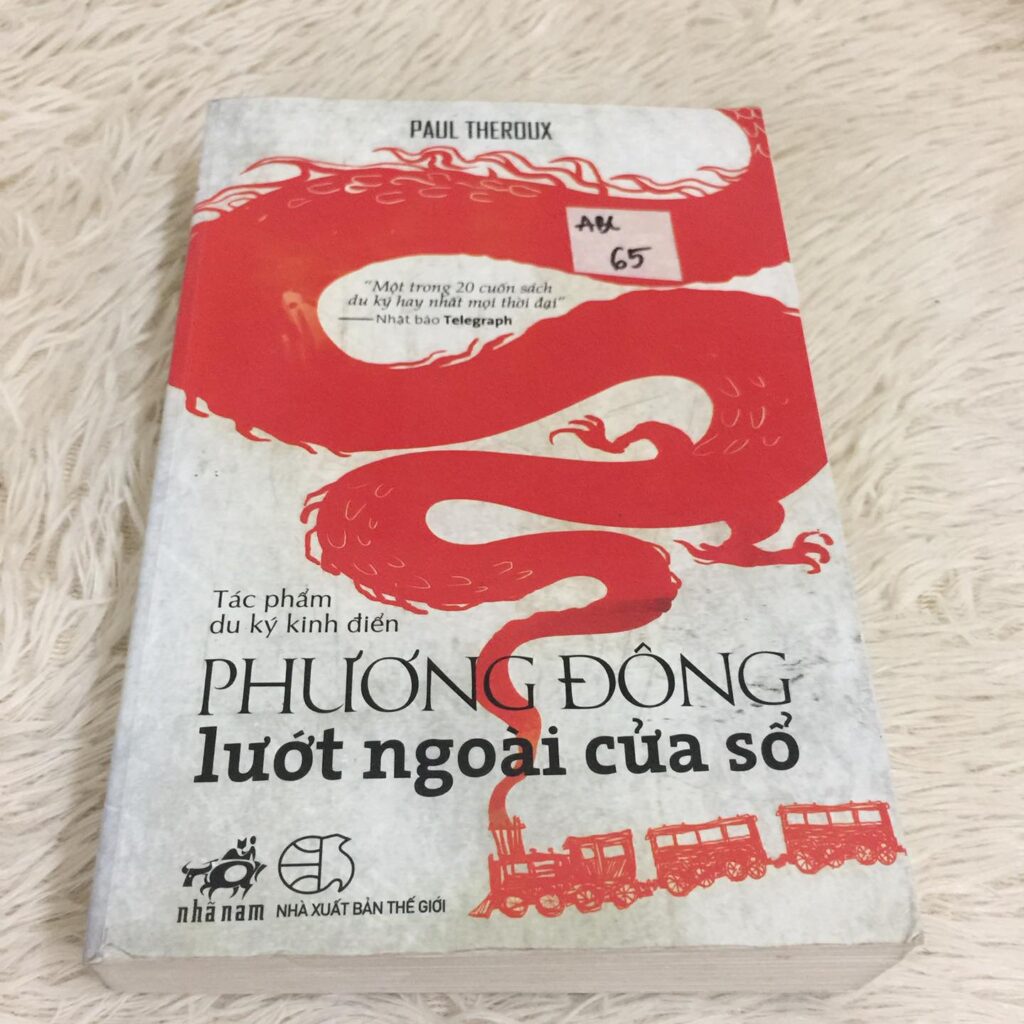 PAUL THEROUX
ABC
65
“Một trong 20 cuốn sách
du ký hay nhất mọi thời đại”
Nhật báo Telegraph
Tác phẩm
du ký kinh điển
PHƯƠNG ĐÔNG
lướt ngoài cửa sổ
nhã nam
NHÀ XUẤT BẢN THẾ GIỚI